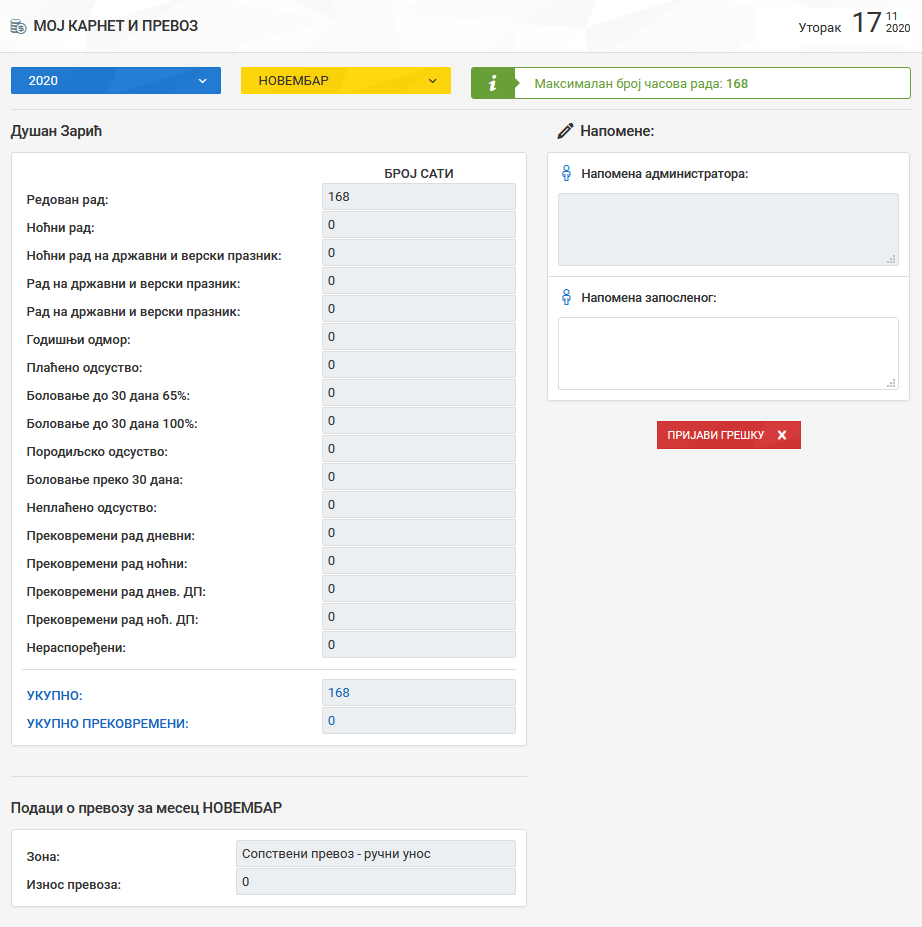 МОЈ КАРНЕТ И ПРЕВОЗ
Уторак 17 11 2020
2020
НОВЕМБАР
i Максималан број часова рада: 168
Душан Зарић
БРОЈ САТИ
Редован рад: 168
Ноћни рад: 0
Ноћни рад на државни и верски празник: 0
Рад на државни и верски празник: 0
Рад на државни и верски празник: 0
Годишњи одмор: 0
Плаћено одсуство: 0
Боловање до 30 дана 65%: 0
Боловање до 30 дана 100%: 0
Породиљско одсуство: 0
Боловање преко 30 дана: 0
Неплаћено одсуство: 0
Прековремени рад дневни: 0
Прековремени рад ноћни: 0
Прековремени рад днев. ДП: 0
Прековремени рад ноћ. ДП: 0
Нераспоређени: 0
УКУПНО: 168
УКУПНО ПРЕКОВРЕМЕНИ: 0
Напомене:
Напомена администратора:
Напомена запосленог:
ПРИЈАВИ ГРЕШКУ
Подаци о превозу за месец НОВЕМБАР
Зона: Сопствени превоз - ручни унос
Износ превоза: 0